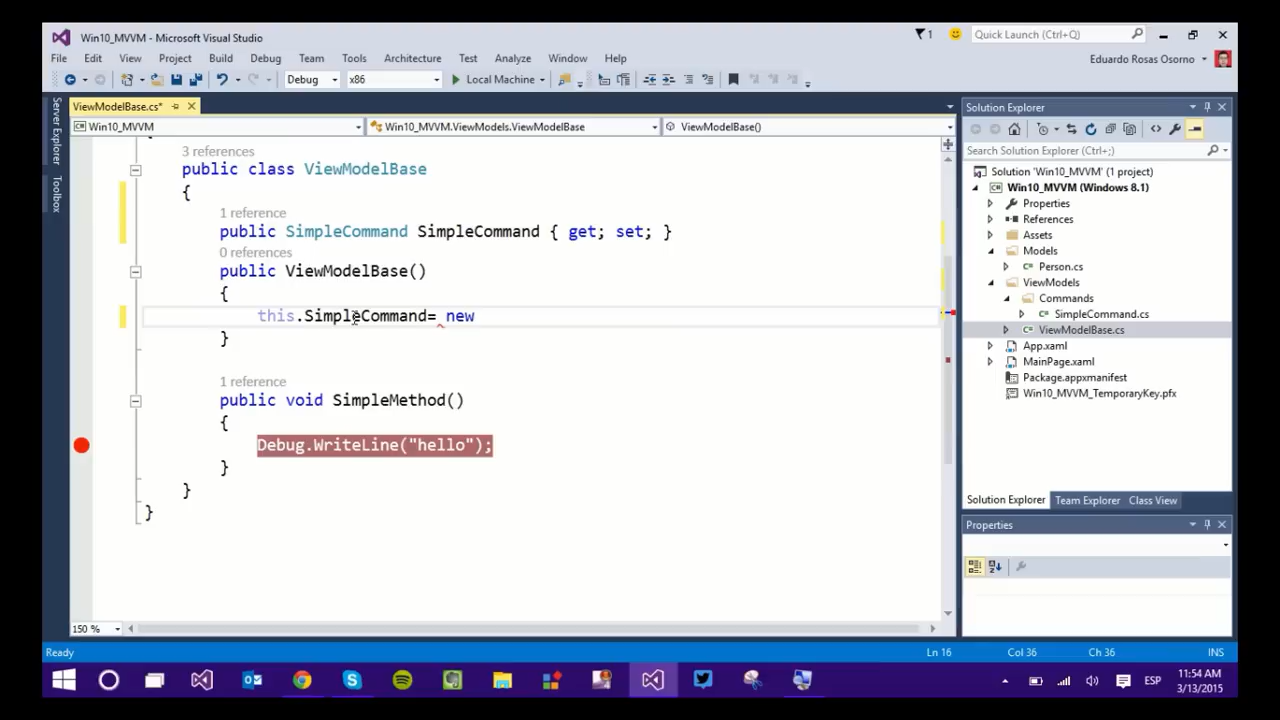 Win10_MVVM - Microsoft Visual Studio
1
Quick Launch (Ctrl+Q)
File Edit View Project Build Debug Team Tools Test Analyze Window Help
Eduardo Rosas Osorno
Debug x86 Local Machine
Server Explorer
Toolbox
ViewModelBase.cs*
Win10_MVVM Win10_MVVM.ViewModels.ViewModelBase ViewModelBase()
3 references
public class ViewModelBase
{
1 reference
public SimpleCommand SimpleCommand { get; set; }
0 references
public ViewModelBase()
{
this.SimpleCommand= new
}
1 reference
public void SimpleMethod()
{
Debug.WriteLine("hello");
}
}
}
150 %
Solution Explorer
Search Solution Explorer (Ctrl+;)
Solution 'Win10_MVVM' (1 project)
Win10_MVVM (Windows 8.1)
Properties
References
Assets
Models
C# Person.cs
ViewModels
Commands
C# SimpleCommand.cs
C# ViewModelBase.cs
App.xaml
MainPage.xaml
Package.appxmanifest
Win10_MVVM_TemporaryKey.pfx
Solution Explorer Team Explorer Class View
Properties
Ready Ln 16 Col 36 Ch 36 INS
ESP
11:54 AM
3/13/2015